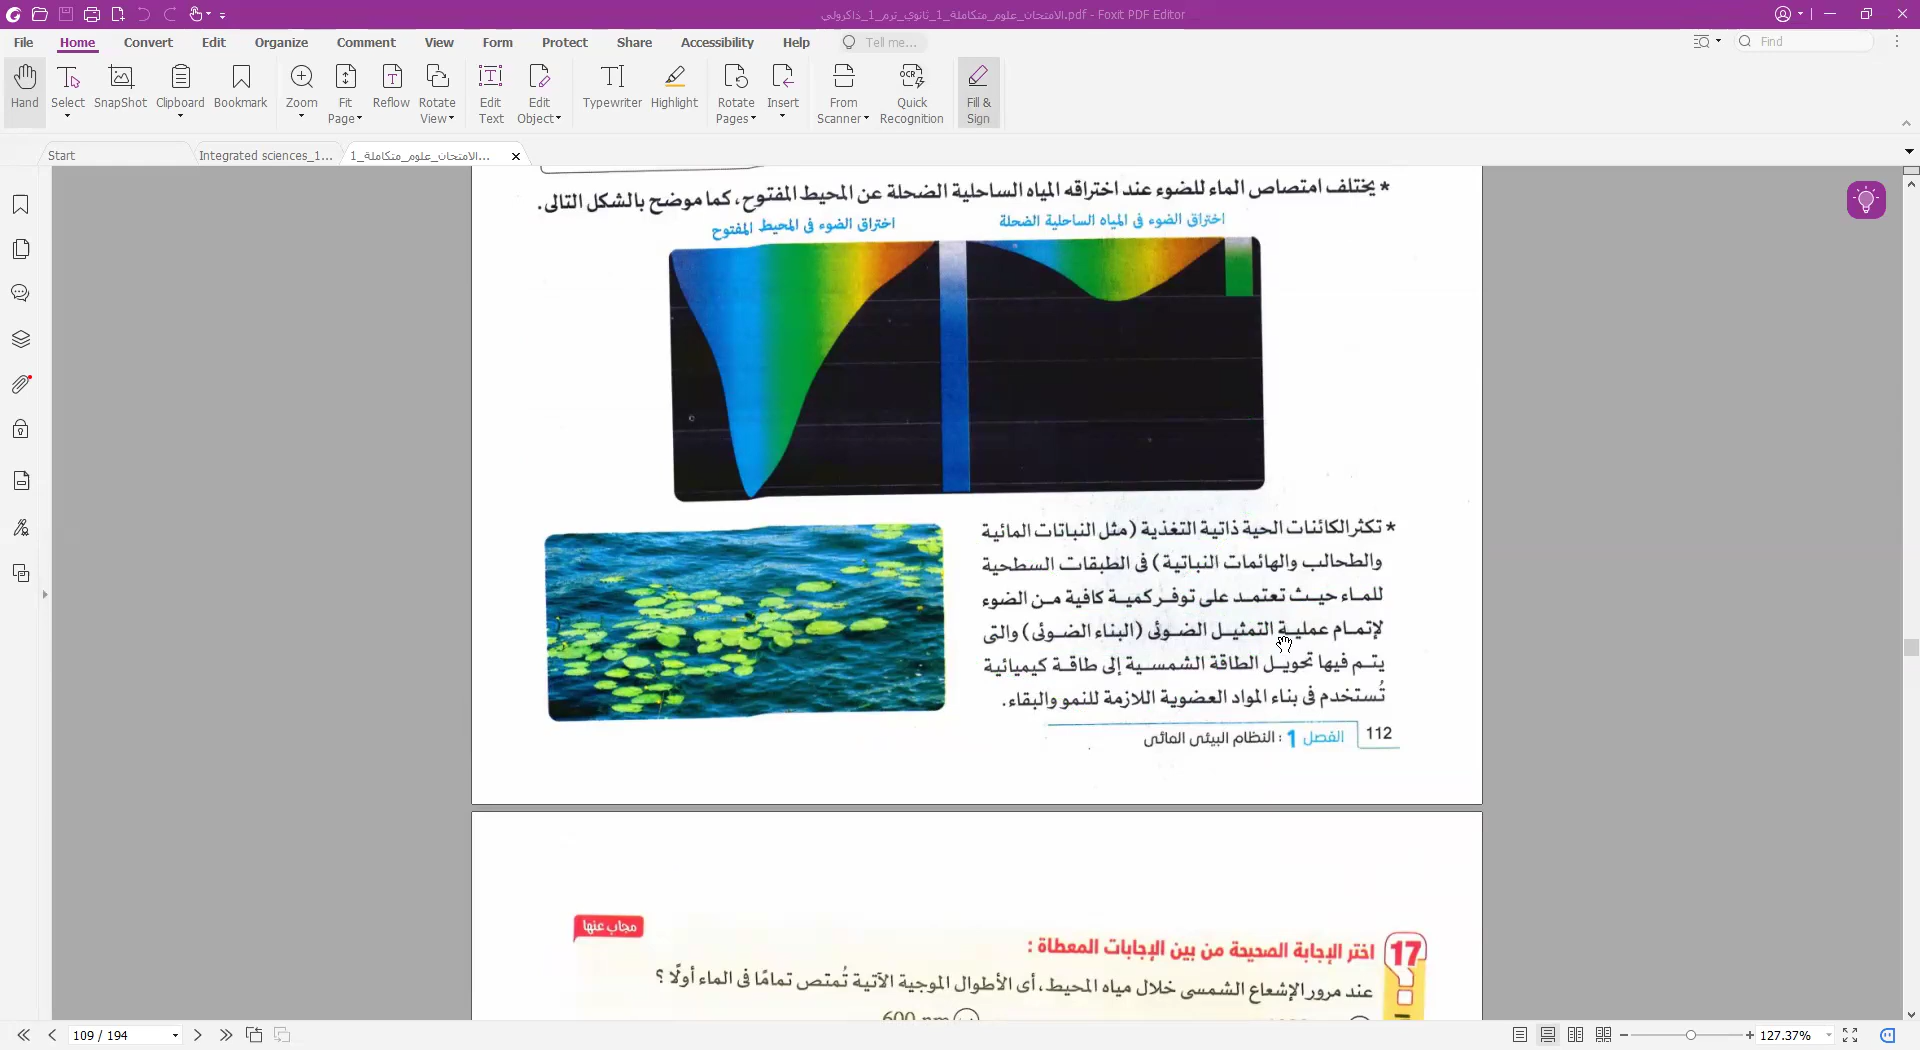 الامتحان_علوم_متكاملة_1_ثانوي_ترم_1_ذاكرولي.pdf - Foxit PDF Editor
File Home Convert Edit Organize Comment View Form Protect Share Accessibility Help Tell me... Find
Hand Select SnapShot Clipboard Bookmark Zoom Fit Page Reflow Rotate View Edit Text Edit Object Typewriter Highlight Rotate Pages Insert From Scanner Quick Recognition Fill & Sign
Start Integrated sciences_1... الامتحان_علوم_متكاملة_1...
* يختلف امتصاص الماء للضوء عند اختراقه المياه الساحلية الضحلة عن المحيط المفتوح، كما موضح بالشكل التالى.
اختراق الضوء فى المياه الساحلية الضحلة
اختراق الضوء فى المحيط المفتوح
* تكثر الكائنات الحية ذاتية التغذية (مثل النباتات المائية
والطحالب والهائمات النباتية) فى الطبقات السطحية
للماء حيث تعتمد على توفر كمية كافية من الضوء
لإتمام عملية التمثيل الضوئى (البناء الضوئى) والتى
يتم فيها تحويل الطاقة الشمسية إلى طاقة كيميائية
تُستخدم فى بناء المواد العضوية اللازمة للنمو والبقاء.
112 الفصل 1 : النظام البيئى المائى
مجاب عنها
17 اختر الإجابة الصحيحة من بين الإجابات المعطاة :
عند مرور الإشعاع الشمسى خلال مياه المحيط، أى الأطوال الموجية الآتية تُمتص تمامًا فى الماء أولًا ؟
109 / 194
127.37%